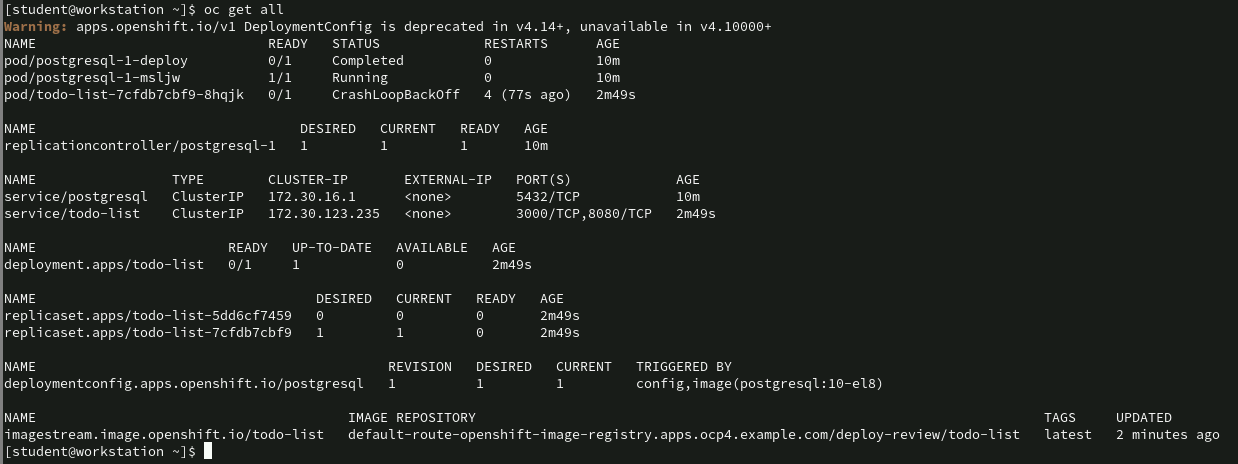 [student@workstation ~]$ oc get all
Warning: apps.openshift.io/v1 DeploymentConfig is deprecated in v4.14+, unavailable in v4.10000+
NAME READY STATUS RESTARTS AGE
pod/postgresql-1-deploy 0/1 Completed 0 10m
pod/postgresql-1-msljw 1/1 Running 0 10m
pod/todo-list-7cfdb7cbf9-8hqjk 0/1 CrashLoopBackOff 4 (77s ago) 2m49s
NAME DESIRED CURRENT READY AGE
replicationcontroller/postgresql-1 1 1 1 10m
NAME TYPE CLUSTER-IP EXTERNAL-IP PORT(S) AGE
service/postgresql ClusterIP 172.30.16.1 <none> 5432/TCP 10m
service/todo-list ClusterIP 172.30.123.235 <none> 3000/TCP,8080/TCP 2m49s
NAME READY UP-TO-DATE AVAILABLE AGE
deployment.apps/todo-list 0/1 1 0 2m49s
NAME DESIRED CURRENT READY AGE
replicaset.apps/todo-list-5dd6cf7459 0 0 0 2m49s
replicaset.apps/todo-list-7cfdb7cbf9 1 1 0 2m49s
NAME REVISION DESIRED CURRENT TRIGGERED BY
deploymentconfig.apps.openshift.io/postgresql 1 1 1 config,image(postgresql:10-el8)
NAME IMAGE REPOSITORY TAGS UPDATED
imagestream.image.openshift.io/todo-list default-route-openshift-image-registry.apps.ocp4.example.com/deploy-review/todo-list latest 2 minutes ago
[student@workstation ~]$